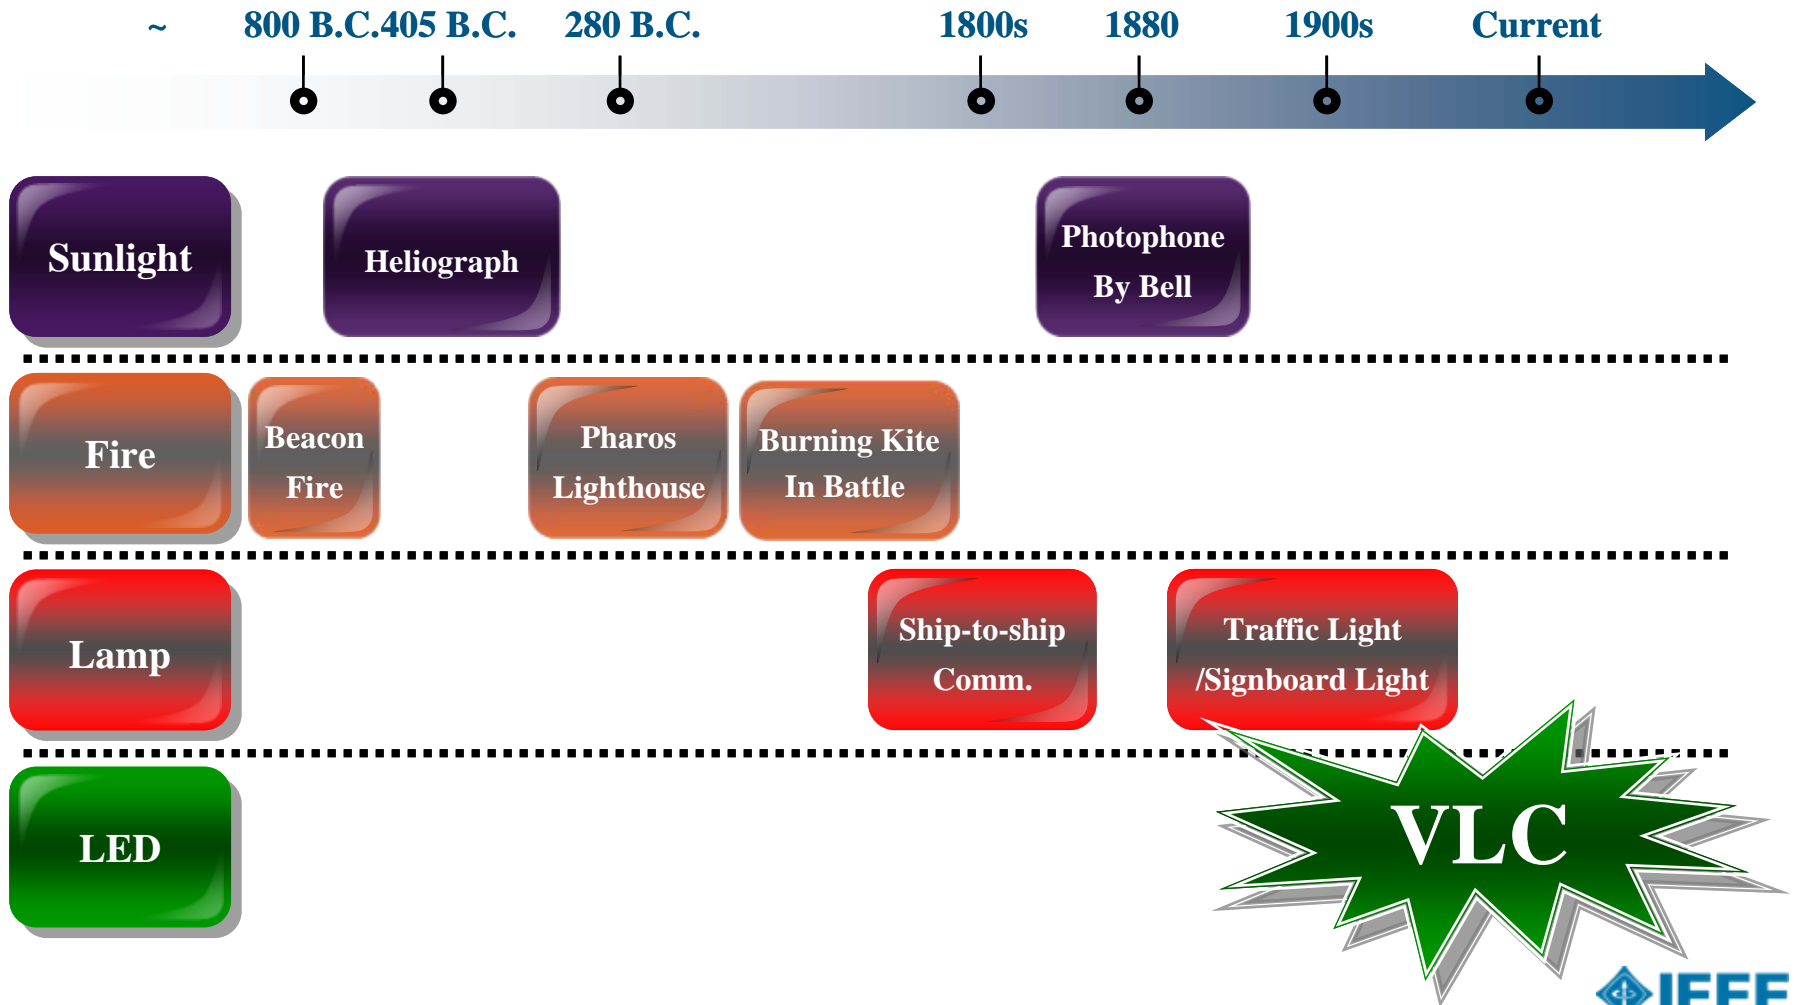 ~ 800 B.C. 405 B.C. 280 B.C. 1800s 1880 1900s Current
Sunlight
Heliograph
Photophone
By Bell
Fire
Beacon
Fire
Pharos
Lighthouse
Burning Kite
In Battle
Lamp
Ship-to-ship
Comm.
Traffic Light
/Signboard Light
LED
VLC
IEEE